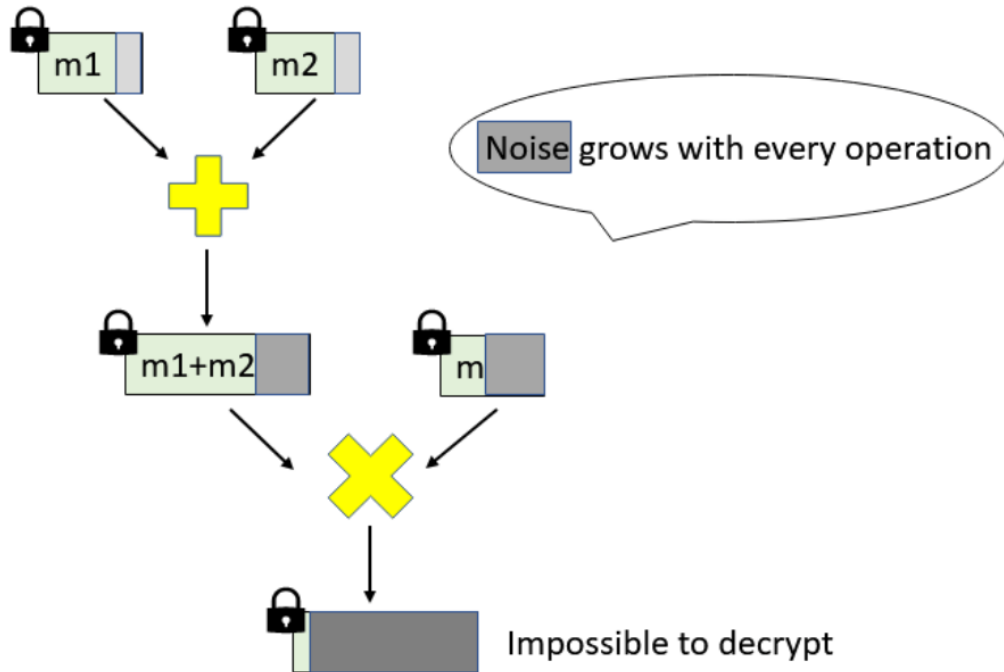 m1
m2
Noise grows with every operation
m1+m2
m
Impossible to decrypt